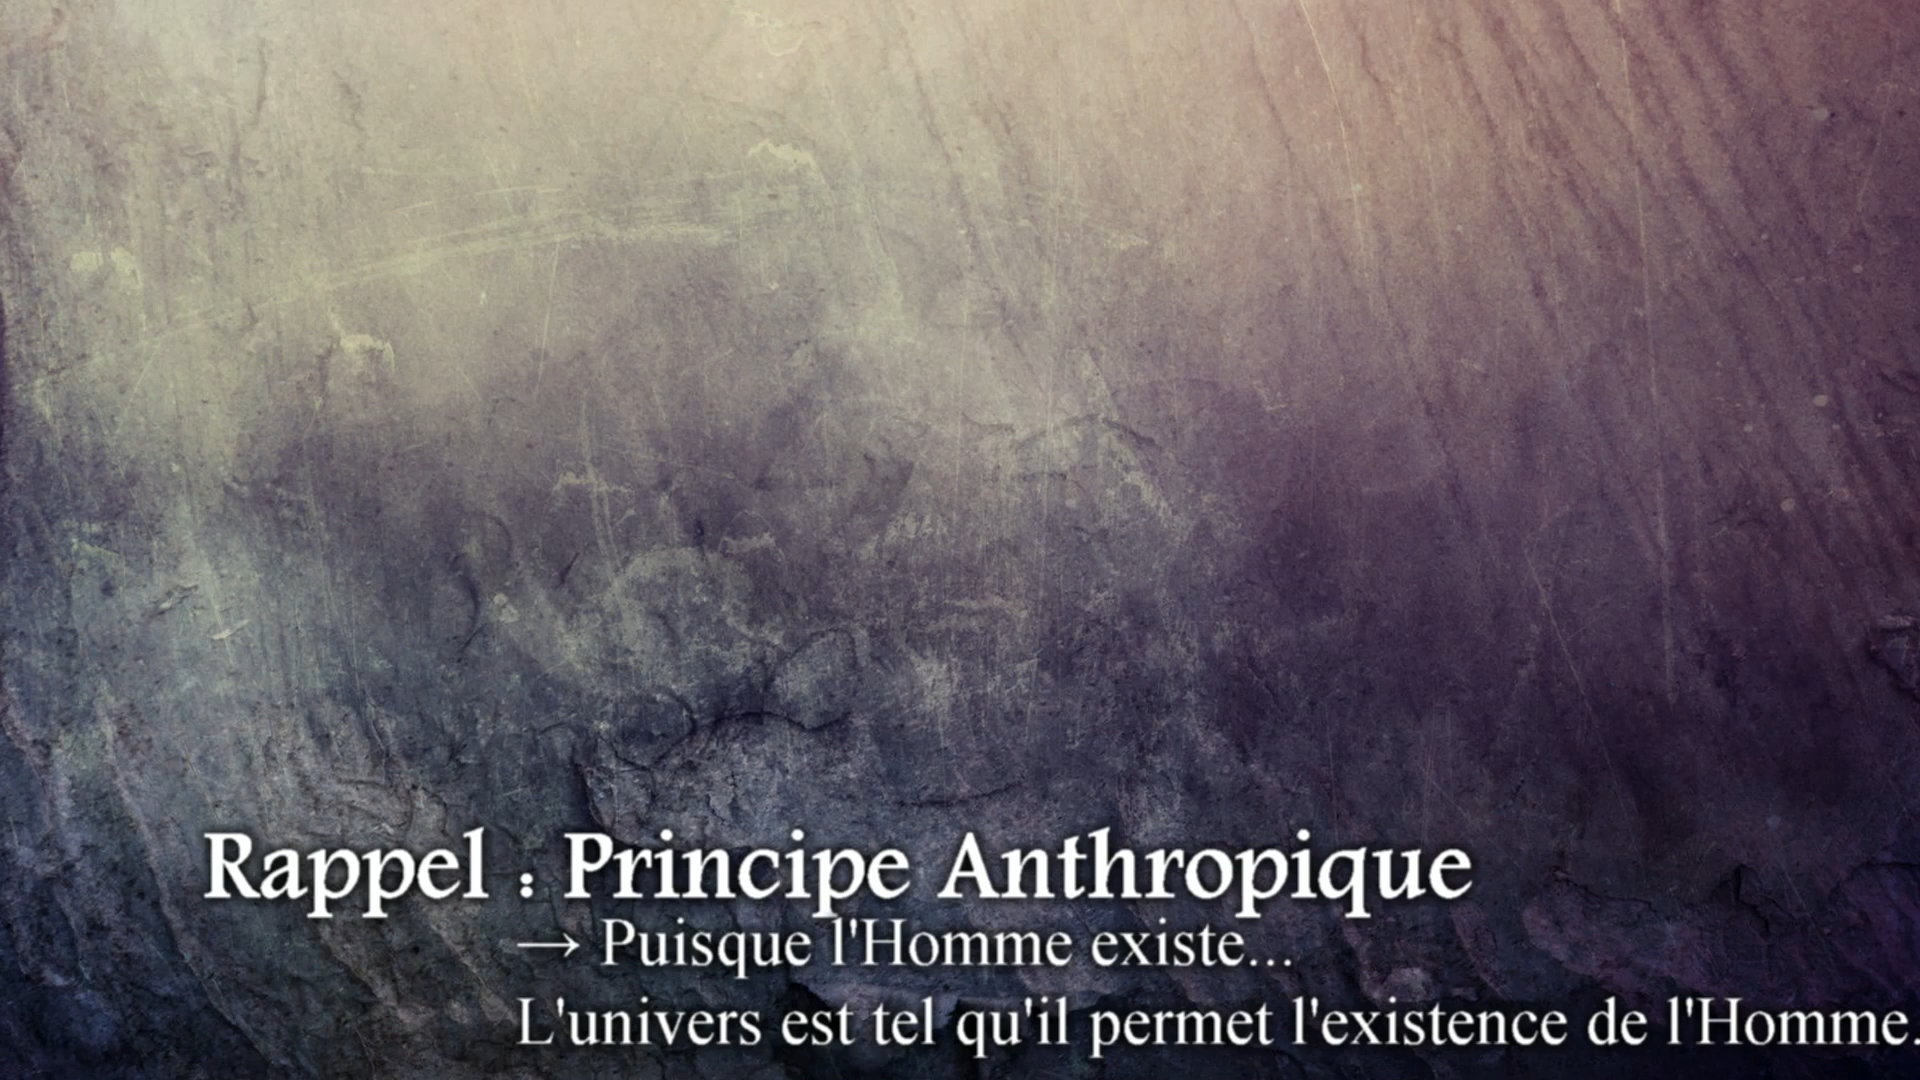 Rappel : Principe Anthropique
→ Puisque l'Homme existe...
L'univers est tel qu'il permet l'existence de l'Homme.